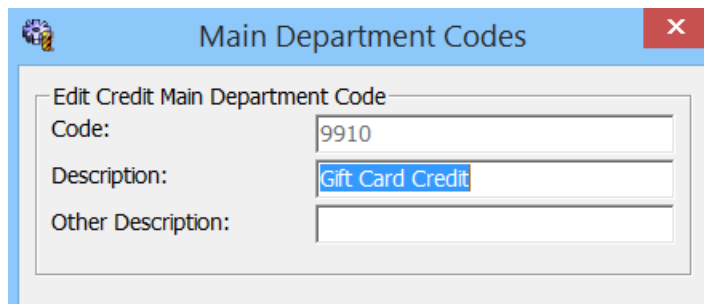 Main Department Codes
Edit Credit Main Department Code
Code: 9910
Description: Gift Card Credit
Other Description: